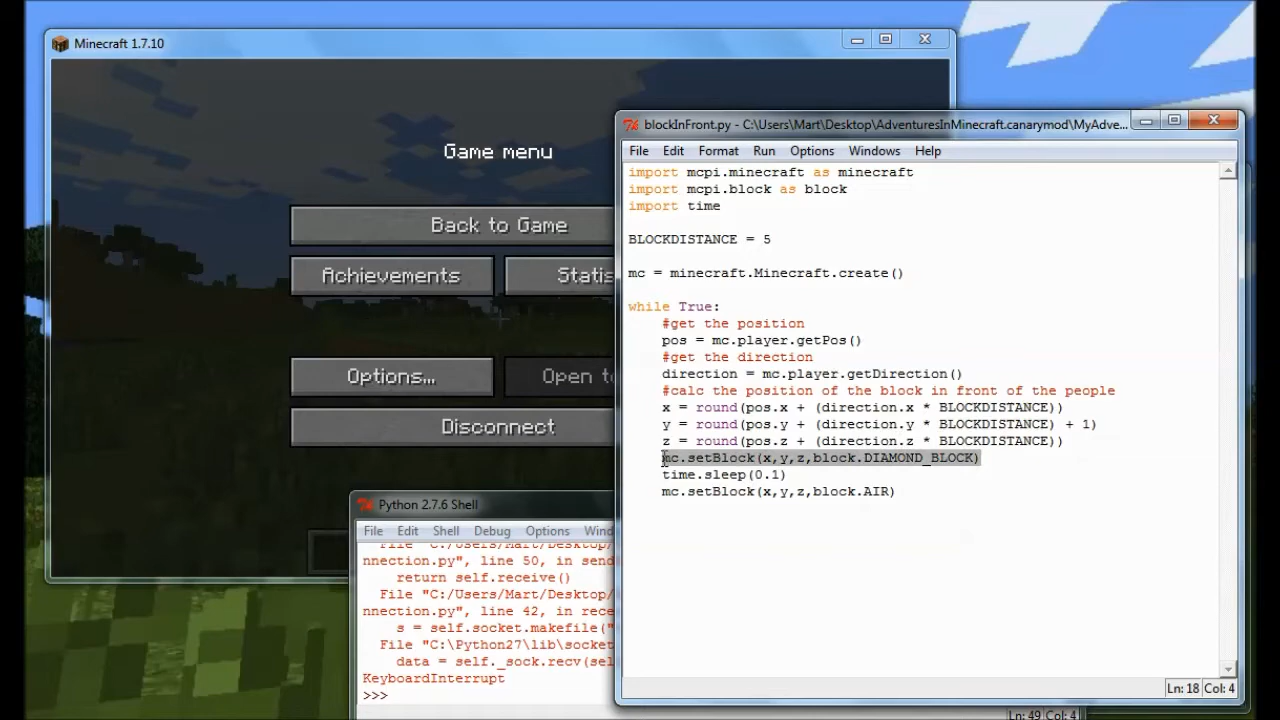 Minecraft 1.7.10
Game menu
Back to Game
Achievements
Statis
Options...
Open to
Disconnect
blockInFront.py - C:\Users\Mart\Desktop\AdventuresInMinecraft.canarymod\MyAdve...
File Edit Format Run Options Windows Help
import mcpi.minecraft as minecraft
import mcpi.block as block
import time
BLOCKDISTANCE = 5
mc = minecraft.Minecraft.create()
while True:
#get the position
pos = mc.player.getPos()
#get the direction
direction = mc.player.getDirection()
#calc the position of the block in front of the people
x = round(pos.x + (direction.x * BLOCKDISTANCE))
y = round(pos.y + (direction.y * BLOCKDISTANCE) + 1)
z = round(pos.z + (direction.z * BLOCKDISTANCE))
mc.setBlock(x,y,z,block.DIAMOND_BLOCK)
time.sleep(0.1)
mc.setBlock(x,y,z,block.AIR)
Ln: 18 Col: 4
Python 2.7.6 Shell
File Edit Shell Debug Options Wind
File "C:/Users/Mart/Desktop/
nnection.py", line 50, in send
return self.receive()
File "C:/Users/Mart/Desktop/
nnection.py", line 42, in rece
s = self.socket.makefile("
File "C:\Python27\lib\socket
data = self._sock.recv(sel
KeyboardInterrupt
>>>
Ln: 49 Col: 4